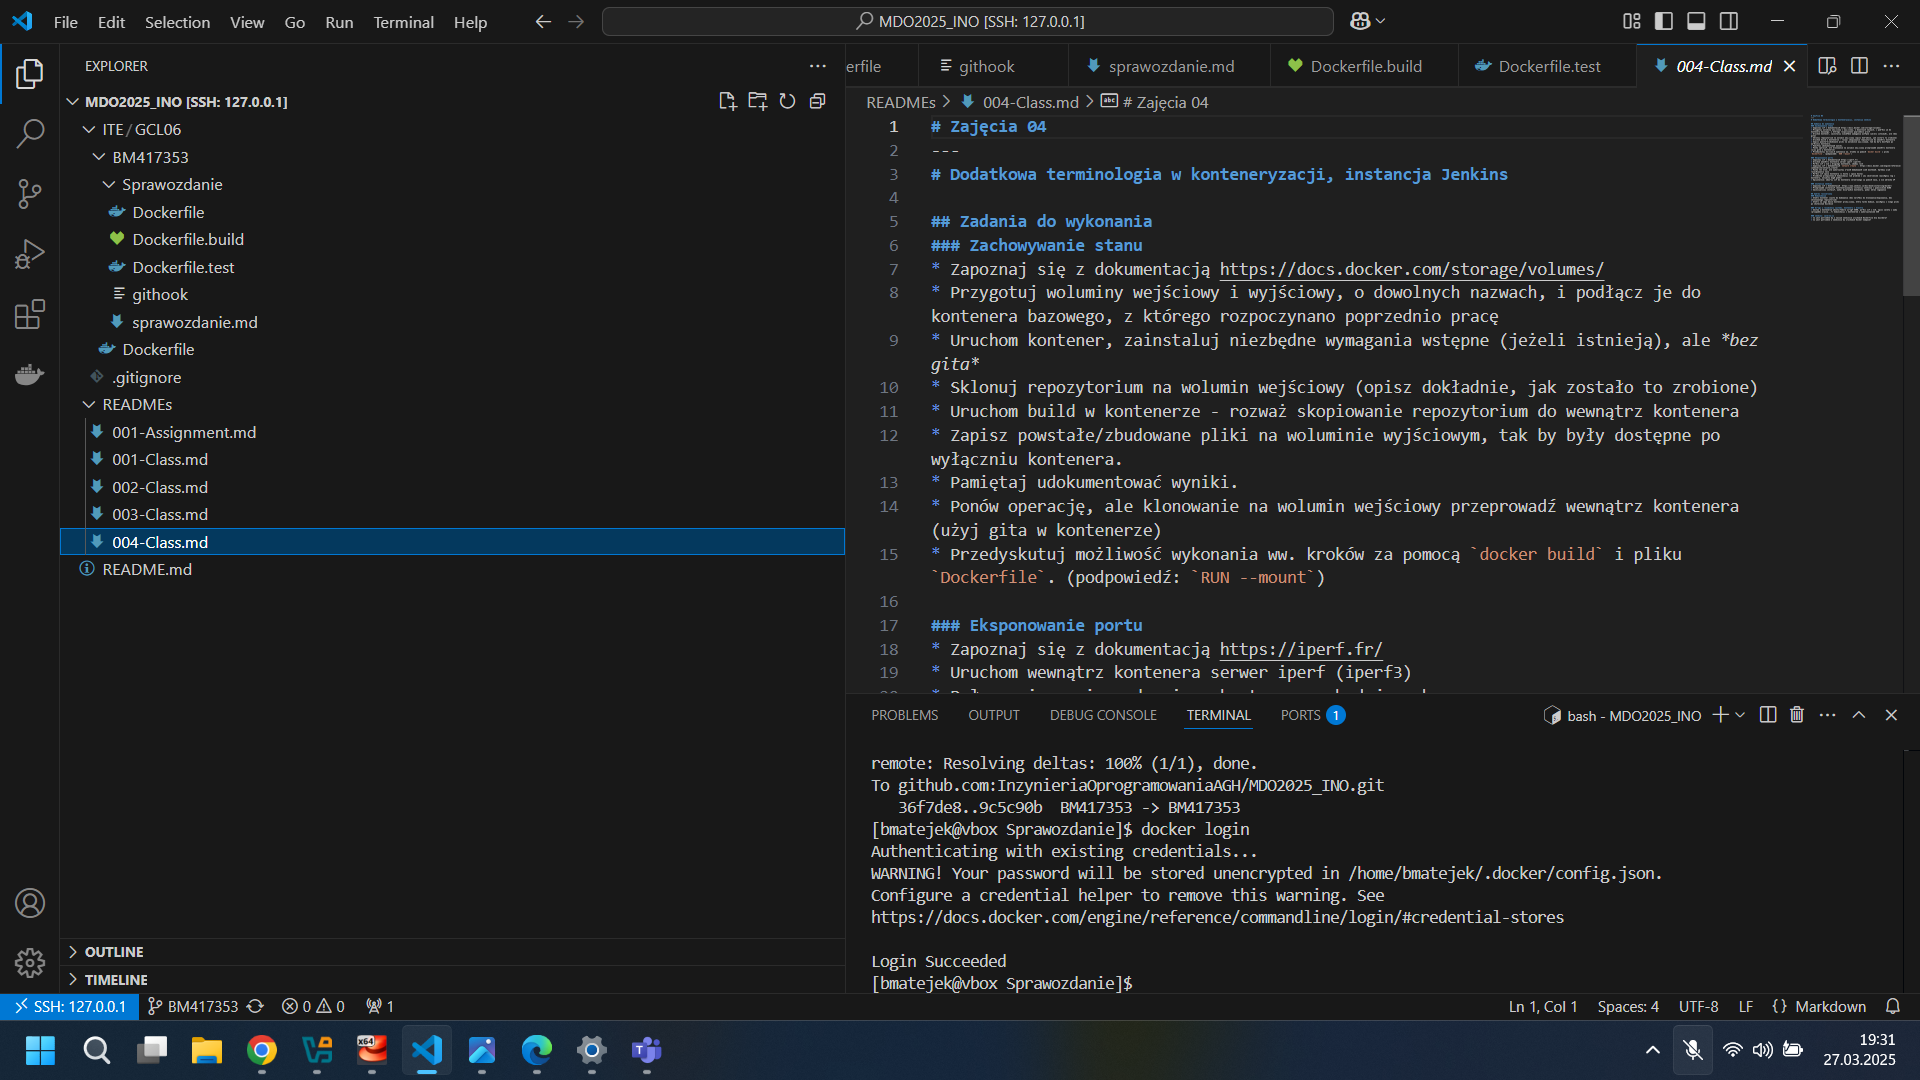 File Edit Selection View Go Run Terminal Help
MDO2025_INO [SSH: 127.0.0.1]
EXPLORER
MDO2025_INO [SSH: 127.0.0.1]
ITE / GCL06
BM417353
Sprawozdanie
Dockerfile
Dockerfile.build
Dockerfile.test
githook
sprawozdanie.md
Dockerfile
.gitignore
READMEs
001-Assignment.md
001-Class.md
002-Class.md
003-Class.md
004-Class.md
README.md
OUTLINE
TIMELINE
erfile githook sprawozdanie.md Dockerfile.build Dockerfile.test 004-Class.md
READMEs > 004-Class.md > # Zajęcia 04
1 # Zajęcia 04
2 ---
3 # Dodatkowa terminologia w konteneryzacji, instancja Jenkins
4
5 ## Zadania do wykonania
6 ### Zachowywanie stanu
7 * Zapoznaj się z dokumentacją https://docs.docker.com/storage/volumes/
8 * Przygotuj woluminy wejściowy i wyjściowy, o dowolnych nazwach, i podłącz je do
kontenera bazowego, z którego rozpoczynano poprzednio pracę
9 * Uruchom kontener, zainstaluj niezbędne wymagania wstępne (jeżeli istnieją), ale *bez
gita*
10 * Sklonuj repozytorium na wolumin wejściowy (opisz dokładnie, jak zostało to zrobione)
11 * Uruchom build w kontenerze - rozważ skopiowanie repozytorium do wewnątrz kontenera
12 * Zapisz powstałe/zbudowane pliki na woluminie wyjściowym, tak by były dostępne po
wyłączniu kontenera.
13 * Pamiętaj udokumentować wyniki.
14 * Ponów operację, ale klonowanie na wolumin wejściowy przeprowadź wewnątrz kontenera
(użyj gita w kontenerze)
15 * Przedyskutuj możliwość wykonania ww. kroków za pomocą `docker build` i pliku
`Dockerfile`. (podpowiedź: `RUN --mount`)
16
17 ### Eksponowanie portu
18 * Zapoznaj się z dokumentacją https://iperf.fr/
19 * Uruchom wewnątrz kontenera serwer iperf (iperf3)
PROBLEMS OUTPUT DEBUG CONSOLE TERMINAL PORTS 1
bash - MDO2025_INO
remote: Resolving deltas: 100% (1/1), done.
To github.com:InzynieriaOprogramowaniaAGH/MDO2025_INO.git
36f7de8..9c5c90b BM417353 -> BM417353
[bmatejek@vbox Sprawozdanie]$ docker login
Authenticating with existing credentials...
WARNING! Your password will be stored unencrypted in /home/bmatejek/.docker/config.json.
Configure a credential helper to remove this warning. See
https://docs.docker.com/engine/reference/commandline/login/#credential-stores
Login Succeeded
[bmatejek@vbox Sprawozdanie]$
SSH: 127.0.0.1 BM417353 0 0 1
Ln 1, Col 1 Spaces: 4 UTF-8 LF {} Markdown
x64
19:31
27.03.2025